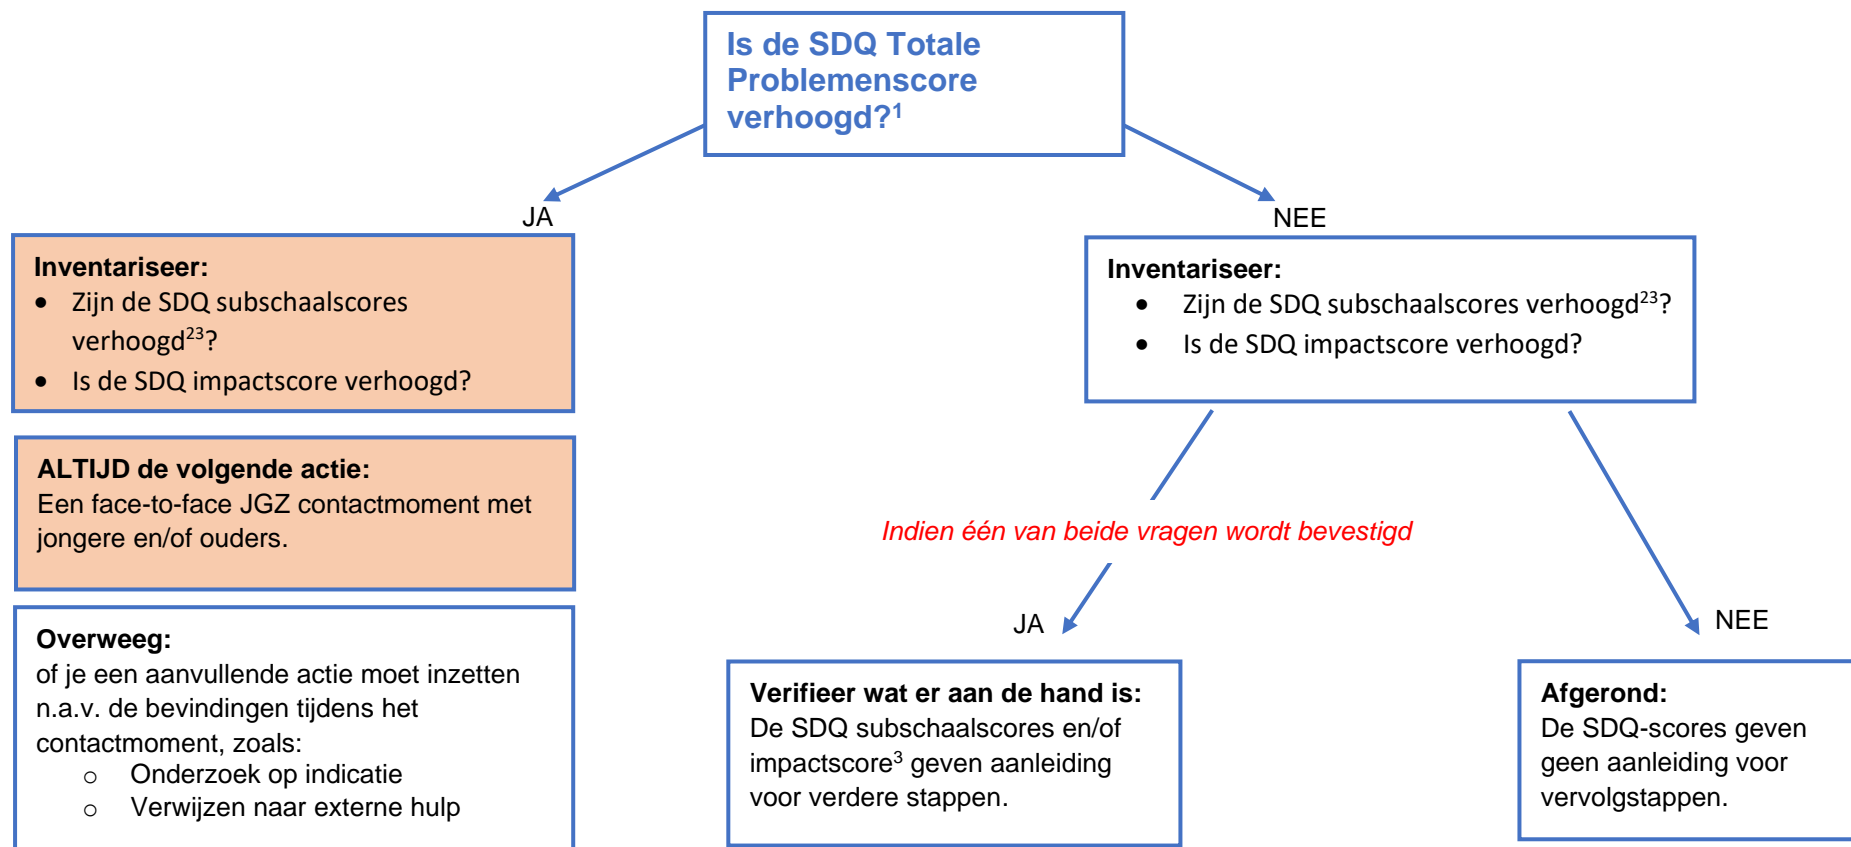 Is de SDQ Totale
Problemenscore
verhoogd?¹
JA
NEE
Inventariseer:
• Zijn de SDQ subschaalscores
verhoogd²³?
• Is de SDQ impactscore verhoogd?
Inventariseer:
• Zijn de SDQ subschaalscores verhoogd²³?
• Is de SDQ impactscore verhoogd?
ALTIJD de volgende actie:
Een face-to-face JGZ contactmoment met
jongere en/of ouders.
Indien één van beide vragen wordt bevestigd
JA
NEE
Overweeg:
of je een aanvullende actie moet inzetten
n.a.v. de bevindingen tijdens het
contactmoment, zoals:
o Onderzoek op indicatie
o Verwijzen naar externe hulp
Verifieer wat er aan de hand is:
De SDQ subschaalscores en/of
impactscore³ geven aanleiding
voor verdere stappen.
Afgerond:
De SDQ-scores geven
geen aanleiding voor
vervolgstappen.